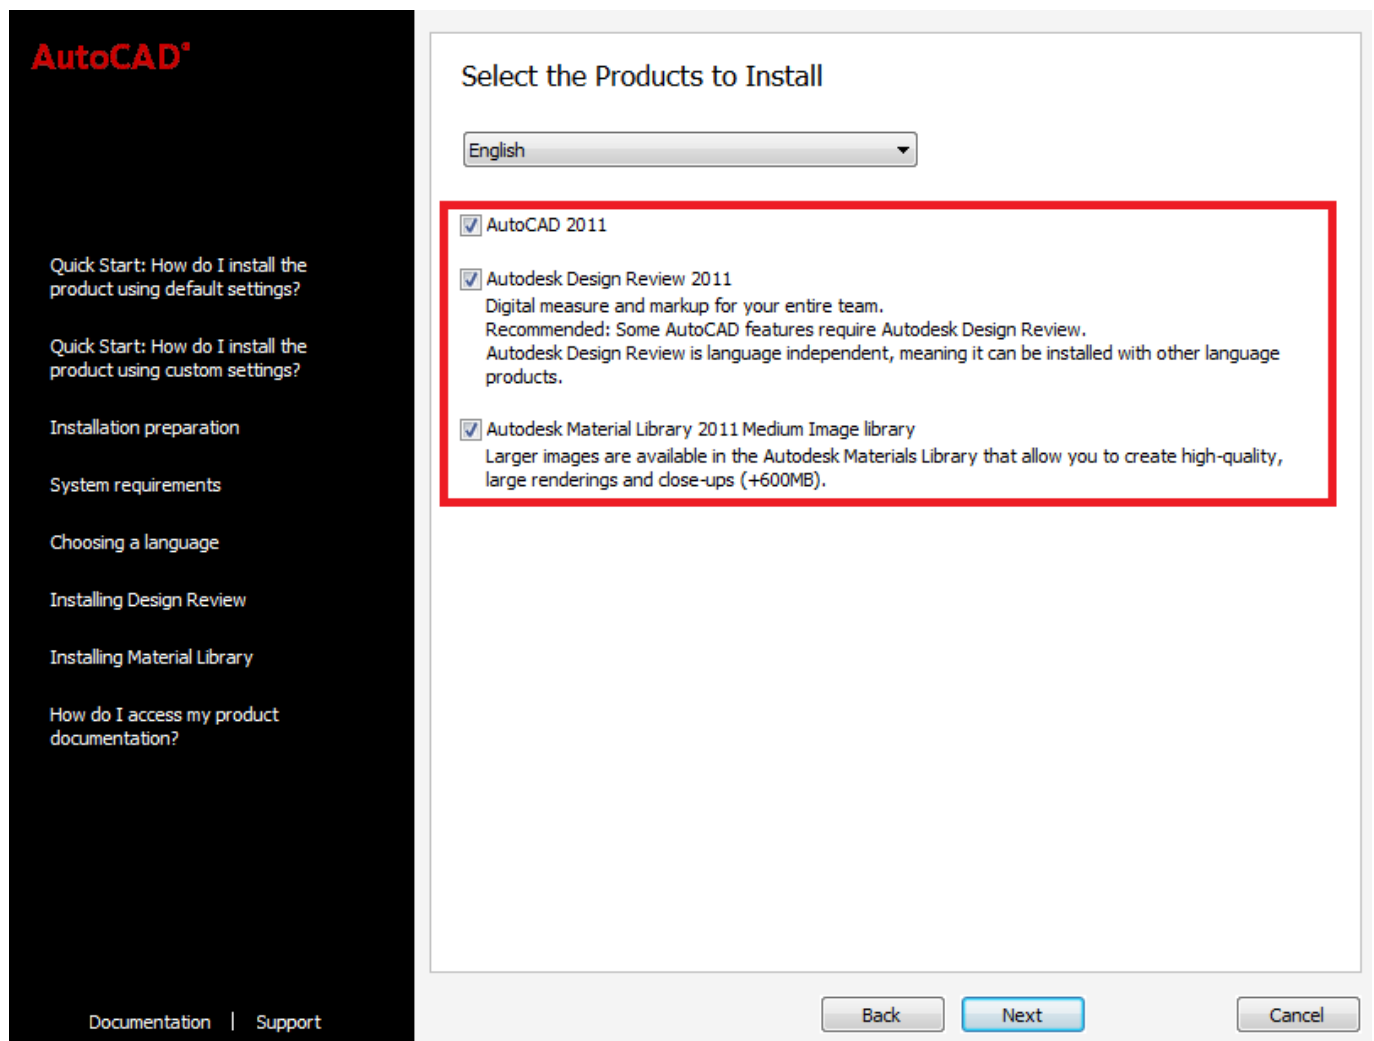 AutoCAD®
Select the Products to Install
English
AutoCAD 2011
Autodesk Design Review 2011
Digital measure and markup for your entire team.
Recommended: Some AutoCAD features require Autodesk Design Review.
Autodesk Design Review is language independent, meaning it can be installed with other language
products.
Autodesk Material Library 2011 Medium Image library
Larger images are available in the Autodesk Materials Library that allow you to create high-quality,
large renderings and close-ups (+600MB).
Quick Start: How do I install the
product using default settings?
Quick Start: How do I install the
product using custom settings?
Installation preparation
System requirements
Choosing a language
Installing Design Review
Installing Material Library
How do I access my product
documentation?
Documentation | Support
Back
Next
Cancel